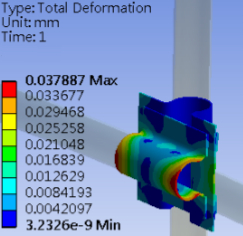 Type: Total Deformation
Unit: mm
Time: 1
0.037887 Max
0.033677
0.029468
0.025258
0.021048
0.016839
0.012629
0.0084193
0.0042097
3.2326e-9 Min